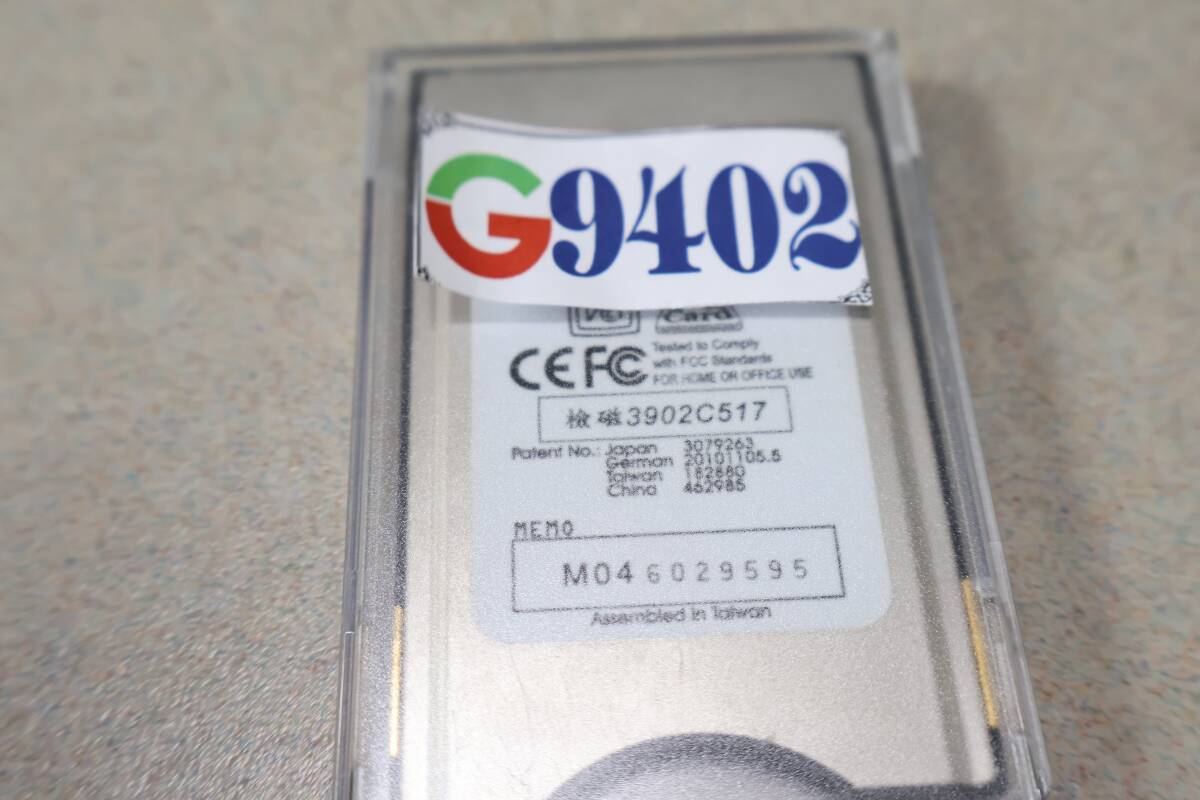 G9402
Card
CE FC Tested to Comply
with FCC Standards
FOR HOME OR OFFICE USE
檢磁3902C517
Patent No.: Japan 3079263
German 20101105.5
Taiwan 182880
China 462985
MEMO
M046029595
Assembled in Taiwan